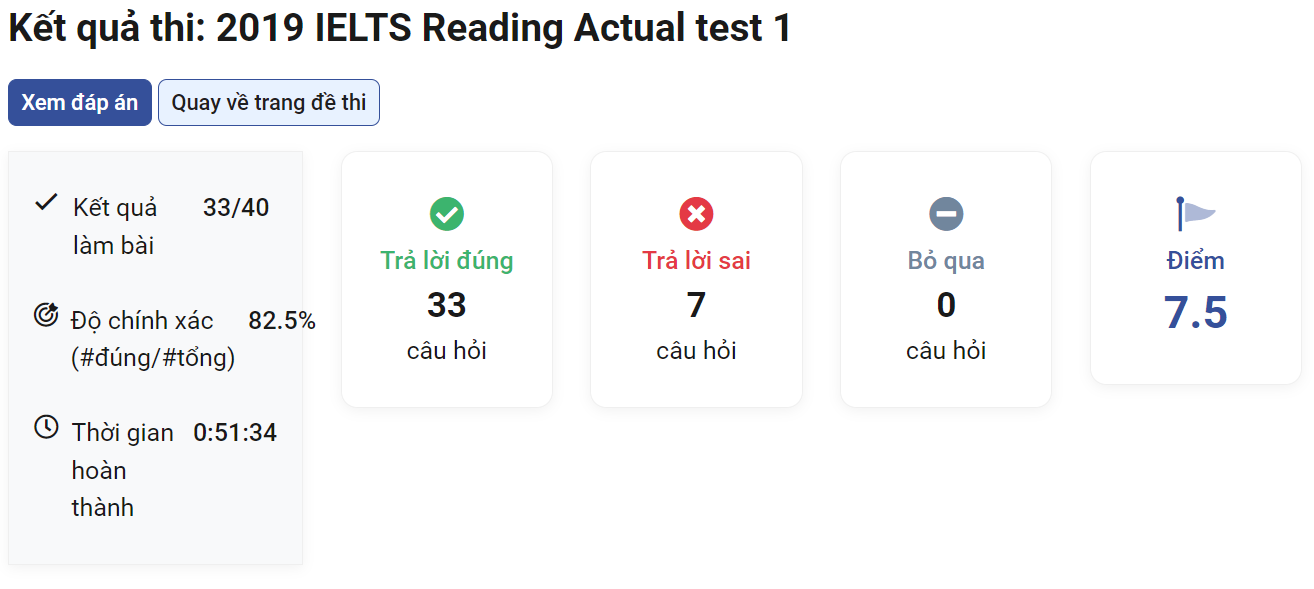 Kết quả thi: 2019 IELTS Reading Actual test 1
Xem đáp án
Quay về trang đề thi
Kết quả 33/40
làm bài
Độ chính xác 82.5%
(#đúng/#tổng)
Thời gian 0:51:34
hoàn
thành
Trả lời đúng
33
câu hỏi
Trả lời sai
7
câu hỏi
Bỏ qua
0
câu hỏi
Điểm
7.5